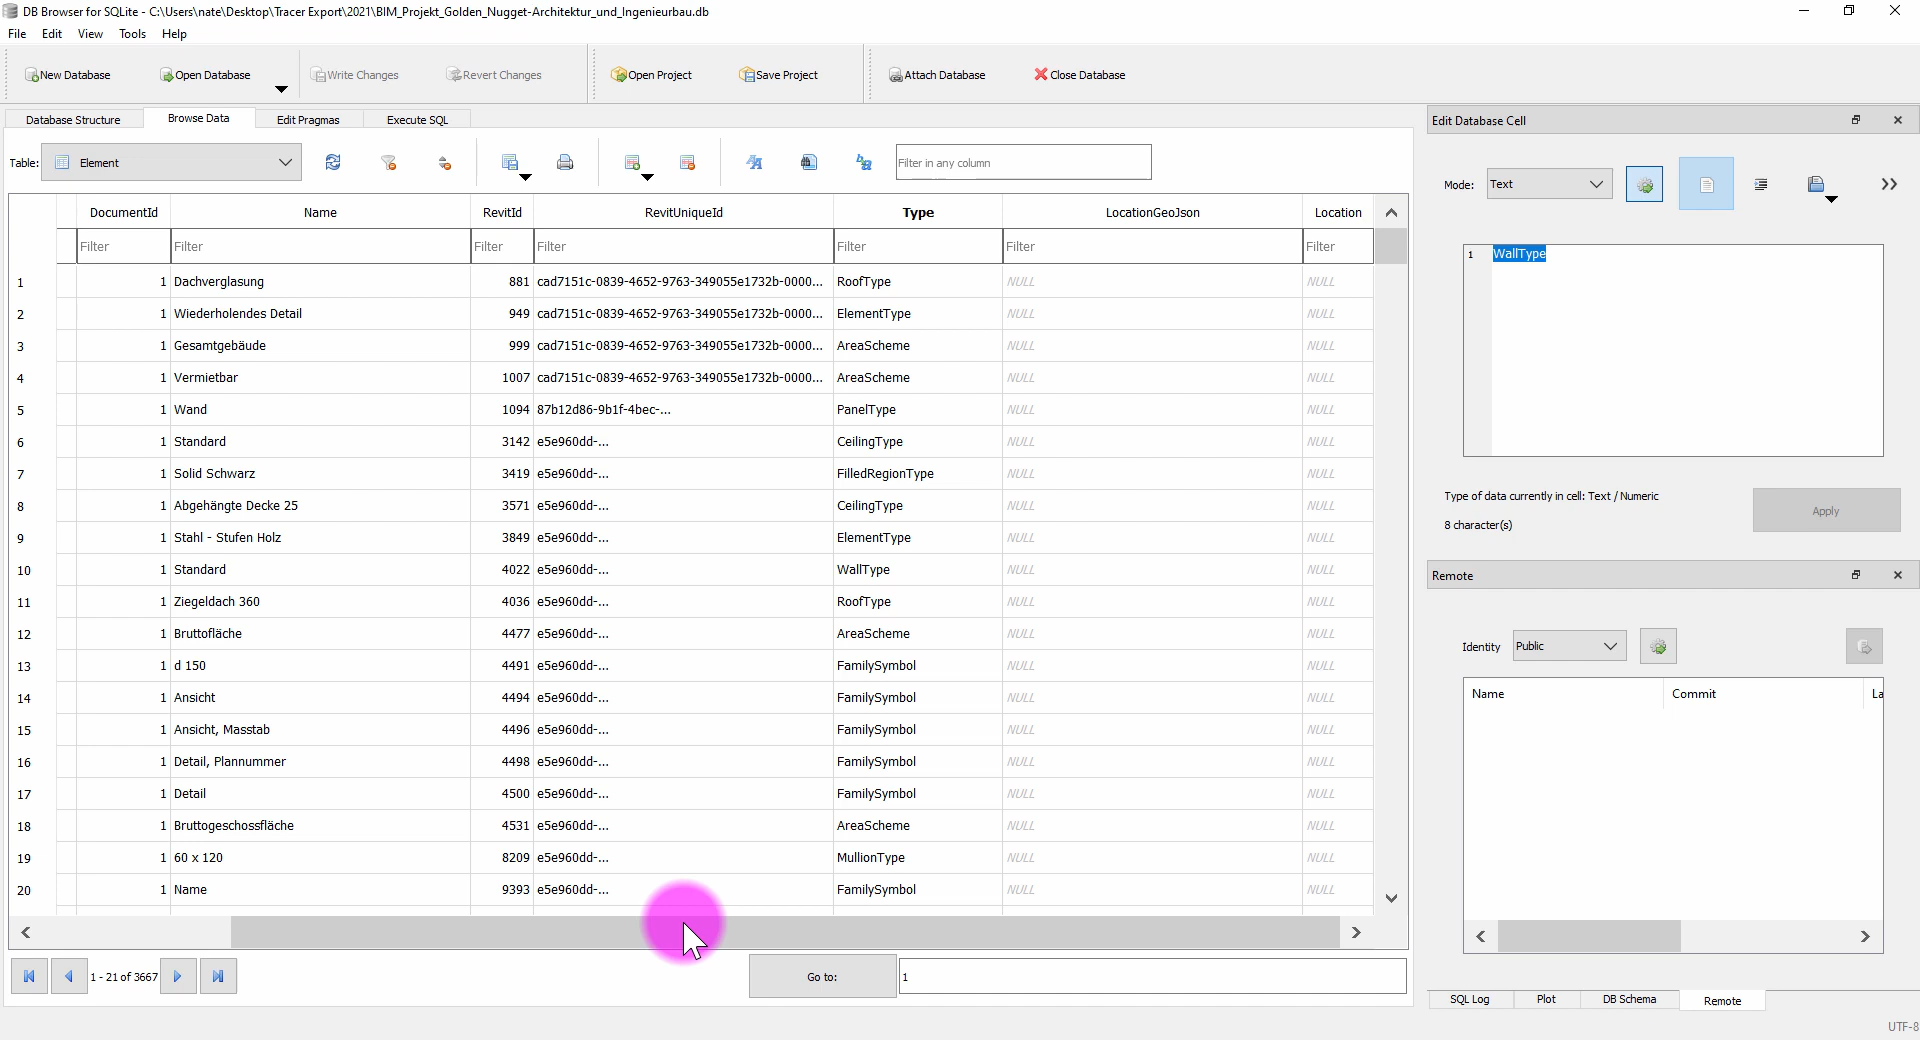 DB Browser for SQLite - C:\Users\nate\Desktop\Tracer Export\2021\BIM_Projekt_Golden_Nugget-Architektur_und_Ingenieurbau.db
File Edit View Tools Help
New Database Open Database Write Changes Revert Changes Open Project Save Project Attach Database Close Database
Database Structure Browse Data Edit Pragmas Execute SQL
Table: Element Filter in any column
DocumentId Name RevitId RevitUniqueId Type LocationGeoJson Location
Filter Filter Filter Filter Filter Filter Filter
1 1 Dachverglasung 881 cad7151c-0839-4652-9763-349055e1732b-0000... RoofType NULL NULL
2 1 Wiederholendes Detail 949 cad7151c-0839-4652-9763-349055e1732b-0000... ElementType NULL NULL
3 1 Gesamtgebäude 999 cad7151c-0839-4652-9763-349055e1732b-0000... AreaScheme NULL NULL
4 1 Vermietbar 1007 cad7151c-0839-4652-9763-349055e1732b-0000... AreaScheme NULL NULL
5 1 Wand 1094 87b12d86-9b1f-4bec-... PanelType NULL NULL
6 1 Standard 3142 e5e960dd-... CeilingType NULL NULL
7 1 Solid Schwarz 3419 e5e960dd-... FilledRegionType NULL NULL
8 1 Abgehängte Decke 25 3571 e5e960dd-... CeilingType NULL NULL
9 1 Stahl - Stufen Holz 3849 e5e960dd-... ElementType NULL NULL
10 1 Standard 4022 e5e960dd-... WallType NULL NULL
11 1 Ziegeldach 360 4036 e5e960dd-... RoofType NULL NULL
12 1 Bruttofläche 4477 e5e960dd-... AreaScheme NULL NULL
13 1 d 150 4491 e5e960dd-... FamilySymbol NULL NULL
14 1 Ansicht 4494 e5e960dd-... FamilySymbol NULL NULL
15 1 Ansicht, Masstab 4496 e5e960dd-... FamilySymbol NULL NULL
16 1 Detail, Plannummer 4498 e5e960dd-... FamilySymbol NULL NULL
17 1 Detail 4500 e5e960dd-... FamilySymbol NULL NULL
18 1 Bruttogeschossfläche 4531 e5e960dd-... AreaScheme NULL NULL
19 1 60 x 120 8209 e5e960dd-... MullionType NULL NULL
20 1 Name 9393 e5e960dd-... FamilySymbol NULL NULL
1 - 21 of 3667 Go to: 1
Edit Database Cell
Mode: Text
1 WallType
Type of data currently in cell: Text / Numeric
8 character(s)
Apply
Remote
Identity Public
Name Commit La
SQL Log Plot DB Schema Remote
UTF-8